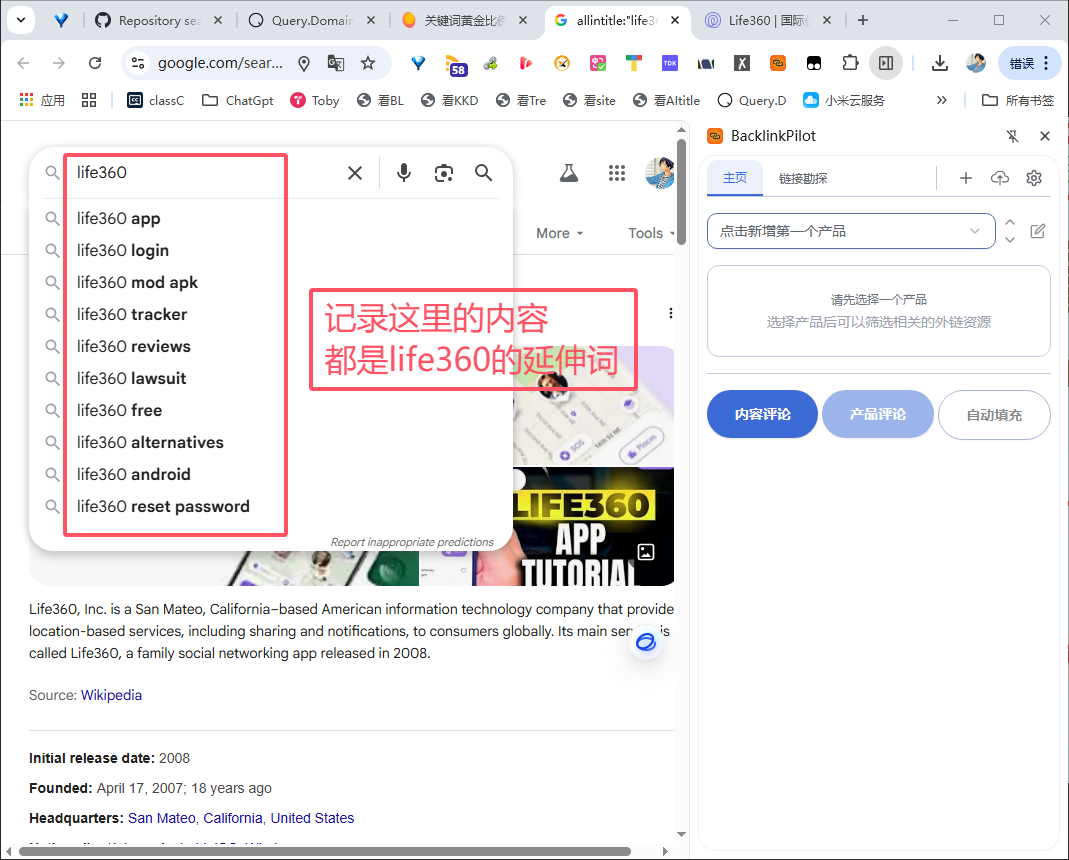 Repository sea
Query.Domain
关键词黄金比例
allintitle:"life3
Life360 | 国际
google.com/sear...
58
TDK
错误
应用
classC
ChatGpt
Toby
看BL
看KKD
看Tre
看site
看AItitle
Query.D
小米云服务
所有书签
life360
life360 app
life360 login
life360 mod apk
life360 tracker
life360 reviews
life360 lawsuit
life360 free
life360 alternatives
life360 android
life360 reset password
Report inappropriate predictions
More
Tools
记录这里的内容
都是life360的延伸词
SOS
Places
LIFE360
APP
TUTORIAL
Life360, Inc. is a San Mateo, California–based American information technology company that provide
location-based services, including sharing and notifications, to consumers globally. Its main ser is
called Life360, a family social networking app released in 2008.
Source: Wikipedia
Initial release date: 2008
Founded: April 17, 2007; 18 years ago
Headquarters: San Mateo, California, United States
BacklinkPilot
主页
链接勘探
点击新增第一个产品
请先选择一个产品
选择产品后可以筛选相关的外链资源
内容评论
产品评论
自动填充